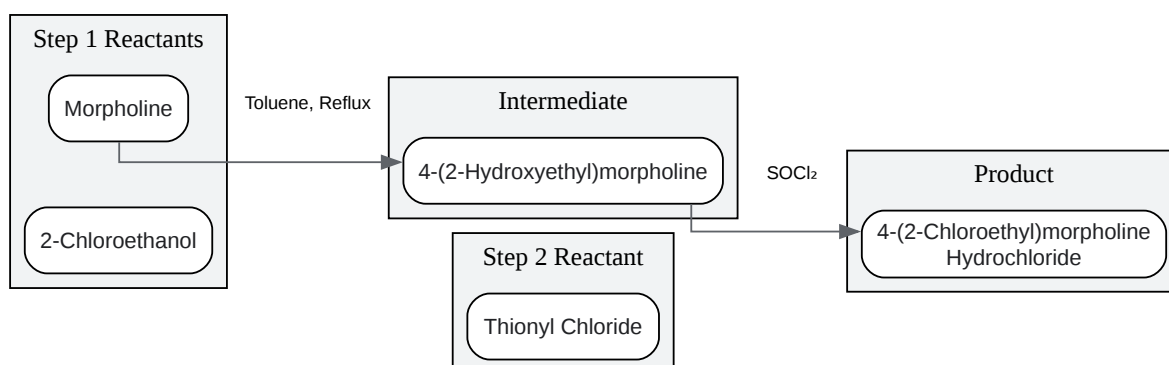 Step 1 Reactants
Morpholine
2-Chloroethanol
Toluene, Reflux
Intermediate
4-(2-Hydroxyethyl)morpholine
Step 2 Reactant
Thionyl Chloride
SOCl₂
Product
4-(2-Chloroethyl)morpholine
Hydrochloride